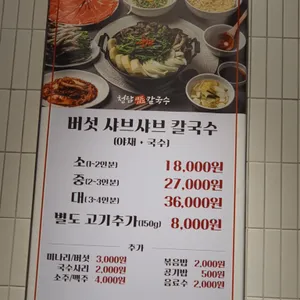 칼국수
버섯 샤브샤브 칼국수
(야채 · 국수)
소(1-2인분) 18,000원
중(2~3인분) 27,000원
대(3~4인분) 36,000원
별도 고기추가(150g) 8,000원
추가
미나리/버섯 3,000원
국수사리 2,000원
소주/맥주 4,000원
볶음밥 2,000원
공기밥 500원
음료수 2,000원